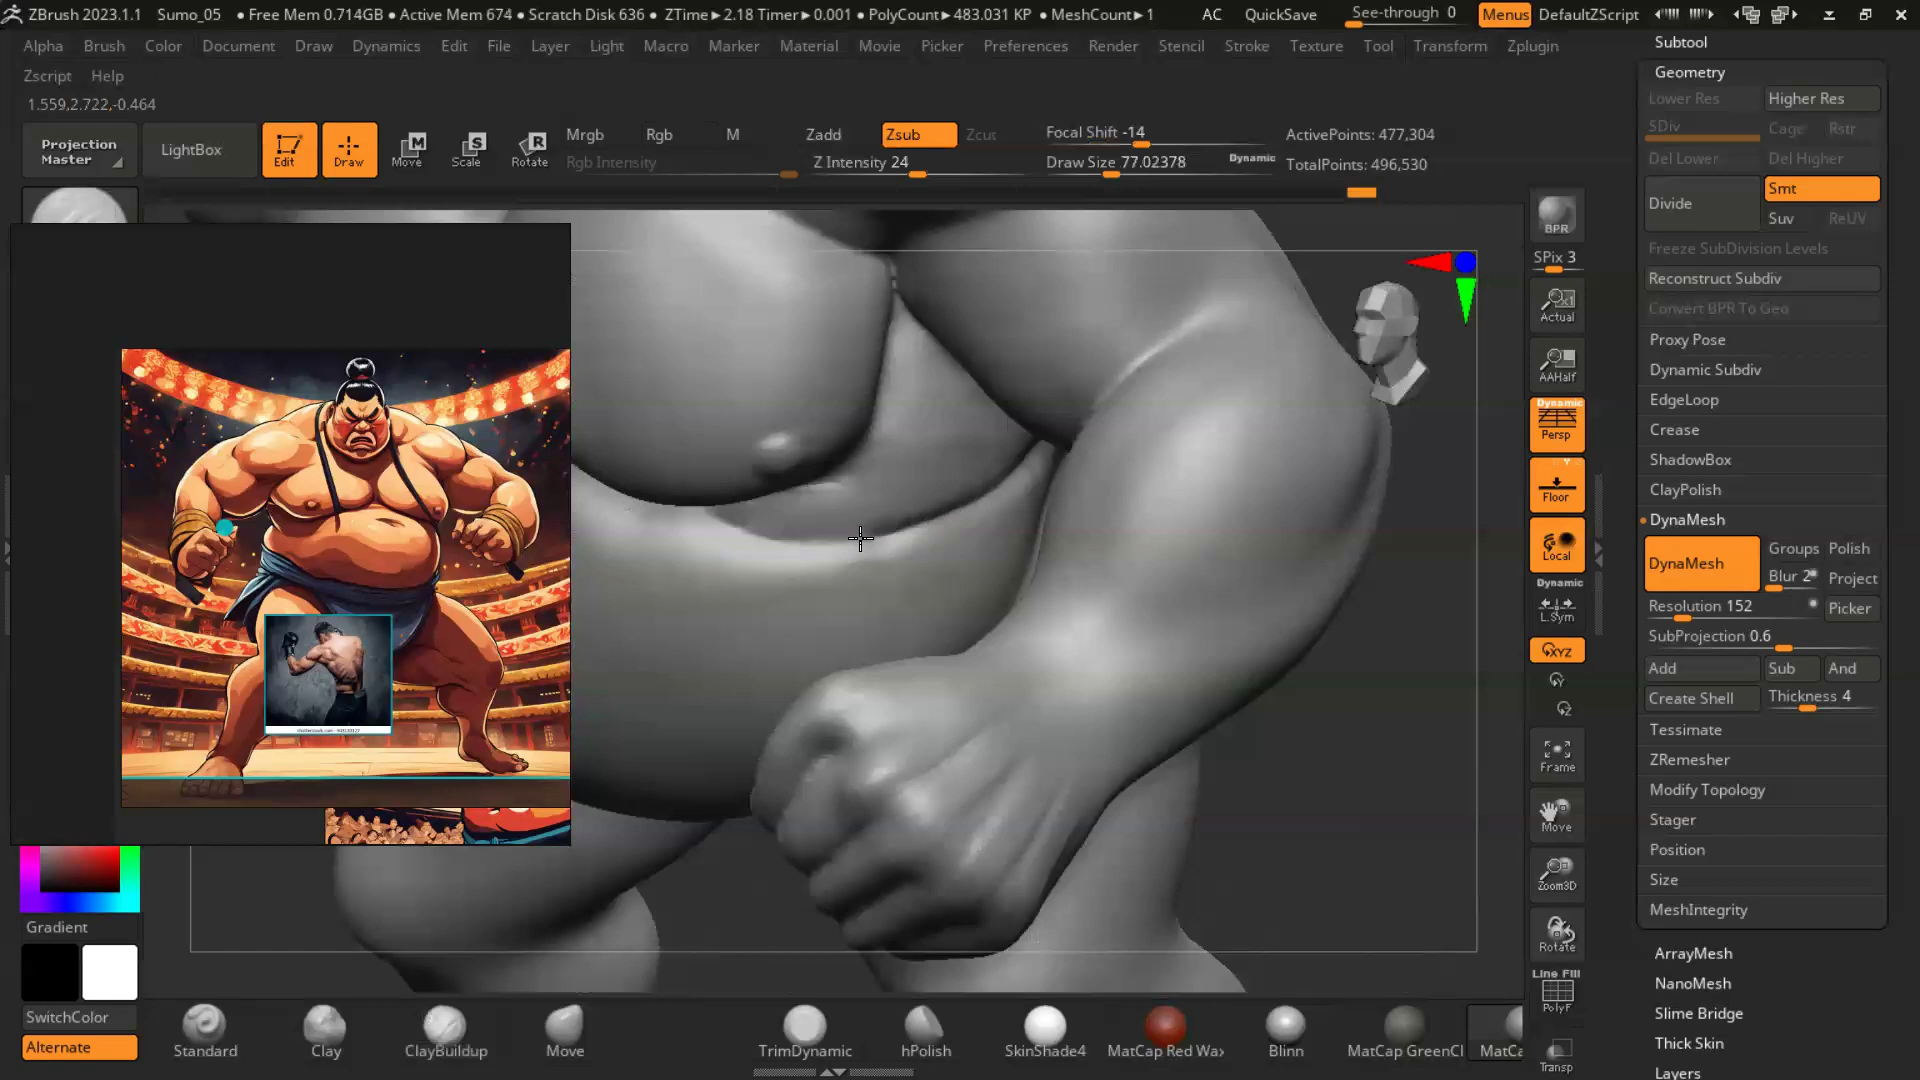 ZBrush 2023.1.1 Sumo_05 ● Free Mem 0.714GB ● Active Mem 674 ● Scratch Disk 636 ● ZTime►2.18 Timer►0.001 ● PolyCount►483.031 KP ● MeshCount►1 AC QuickSave See-through 0 Menus DefaultZScript
Alpha Brush Color Document Draw Dynamics Edit File Layer Light Macro Marker Material Movie Picker Preferences Render Stencil Stroke Texture Tool Transform Zplugin
Zscript Help
1.559,2.722,-0.464
Projection Master LightBox Edit Draw Move Scale Rotate
Mrgb Rgb M Zadd Zsub Zcut Focal Shift -14 ActivePoints: 477,304
Rgb Intensity Z Intensity 24 Draw Size 77.02378 Dynamic TotalPoints: 496,530
BPR
SPix 3
Actual
AAHalf
Dynamic
Persp
Floor
Local
Dynamic
L.Sym
XYZ
Frame
Move
Zoom3D
Rotate
Line Fill
PolyF
Transp
Subtool
Geometry
Lower Res Higher Res
SDiv Cage Rstr
Del Lower Del Higher
Divide Smt
Suv ReUV
Freeze SubDivision Levels
Reconstruct Subdiv
Convert BPR To Geo
Proxy Pose
Dynamic Subdiv
EdgeLoop
Crease
ShadowBox
ClayPolish
DynaMesh
DynaMesh Groups Polish
Blur 2 Project
Resolution 152 Picker
SubProjection 0.6
Add Sub And
Create Shell Thickness 4
Tessimate
ZRemesher
Modify Topology
Stager
Position
Size
MeshIntegrity
ArrayMesh
NanoMesh
Slime Bridge
Thick Skin
Layers
Gradient
SwitchColor
Alternate
Standard Clay ClayBuildup Move TrimDynamic hPolish SkinShade4 MatCap Red Wax Blinn MatCap GreenCl MatCa